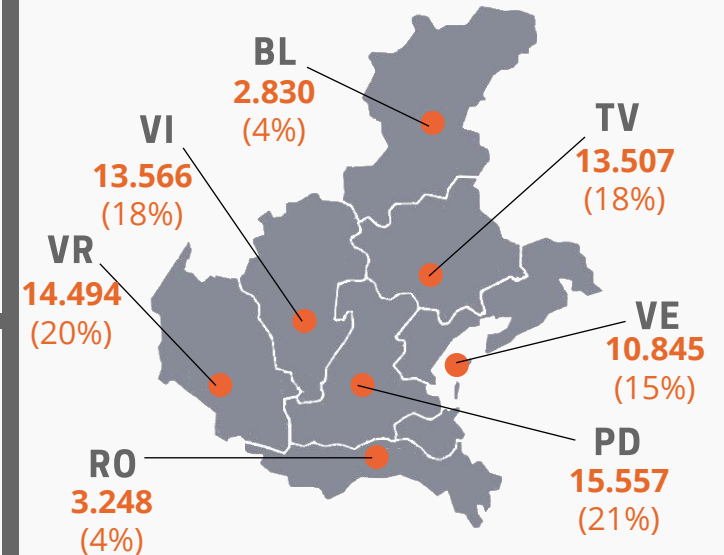 BL
2.830
(4%)
VI
13.566
(18%)
TV
13.507
(18%)
VR
14.494
(20%)
VE
10.845
(15%)
PD
15.557
(21%)
RO
3.248
(4%)